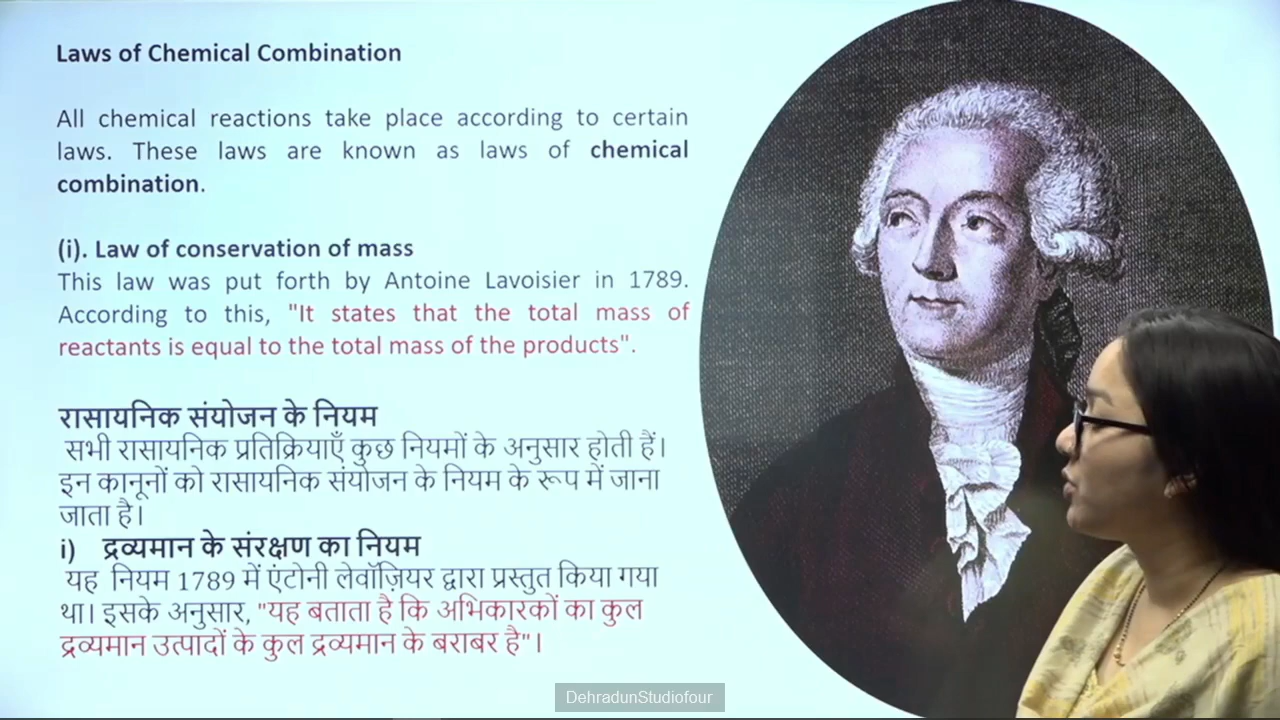 Laws of Chemical Combination
All chemical reactions take place according to certain
laws. These laws are known as laws of chemical
combination.
(i). Law of conservation of mass
This law was put forth by Antoine Lavoisier in 1789.
According to this, "It states that the total mass of
reactants is equal to the total mass of the products".
रासायनिक संयोजन के नियम
सभी रासायनिक प्रतिक्रियाएँ कुछ नियमों के अनुसार होती हैं।
इन कानूनों को रासायनिक संयोजन के नियम के रूप में जाना
जाता है।
i) द्रव्यमान के संरक्षण का नियम
यह नियम 1789 में एंटोनी लेवॉज़ियर द्वारा प्रस्तुत किया गया
था। इसके अनुसार, "यह बताता है कि अभिकारकों का कुल
द्रव्यमान उत्पादों के कुल द्रव्यमान के बराबर है"।
DehradunStudiofour